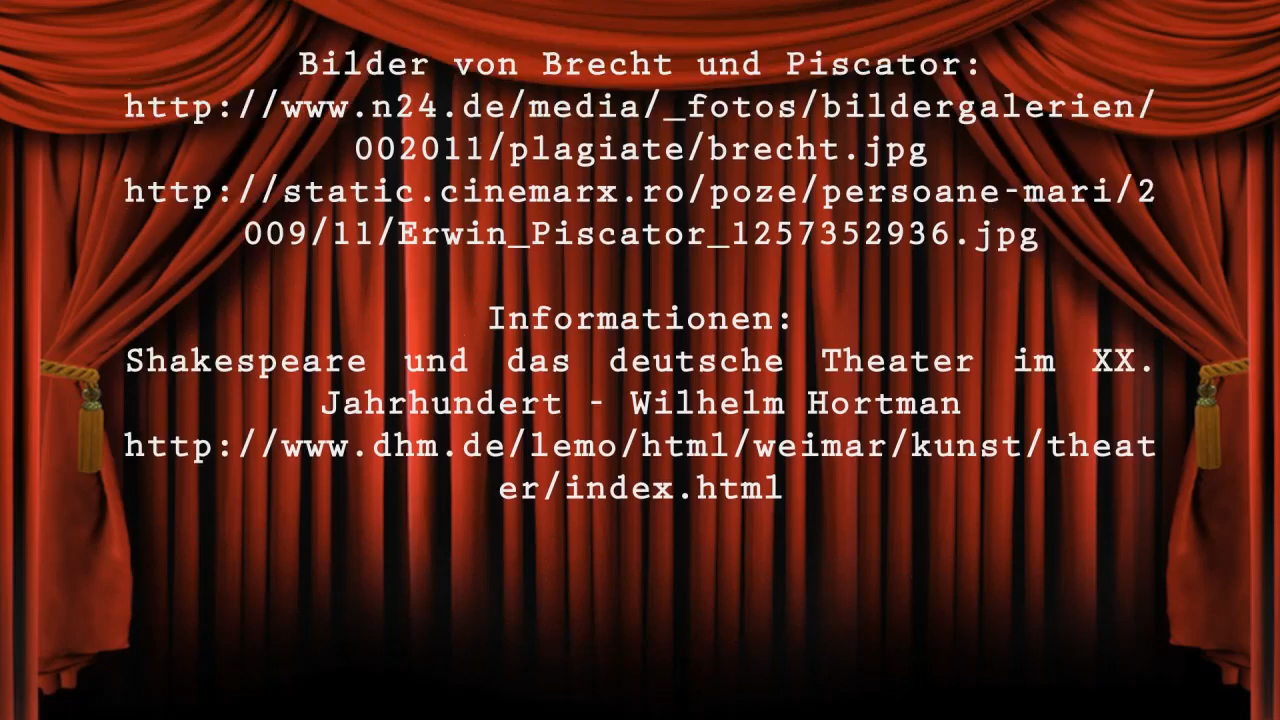 Bilder von Brecht und Piscator:
http://www.n24.de/media/_fotos/bildergalerien/
002011/plagiate/brecht.jpg
http://static.cinemarx.ro/poze/persoane-mari/2
009/11/Erwin_Piscator_1257352936.jpg
Informationen:
Shakespeare und das deutsche Theater im XX.
Jahrhundert - Wilhelm Hortman
http://www.dhm.de/lemo/html/weimar/kunst/theat
er/index.html